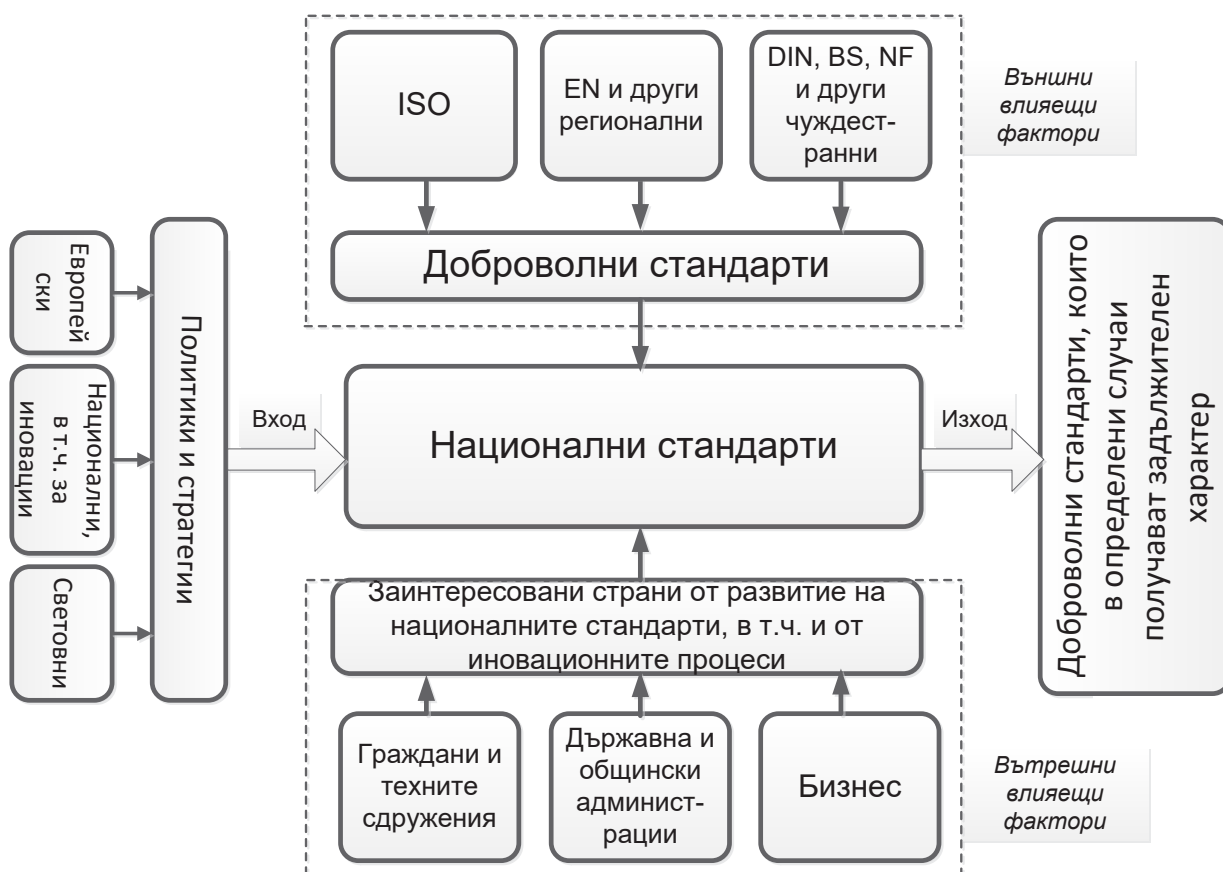 ISO
EN и други
регионални
DIN, BS, NF
и други
чуждест-
ранни
Външни
влияещи
фактори
Доброволни стандарти
Европей
ски
Национални,
в т.ч. за
иновации
Световни
Политики и стратегии
Вход
Национални стандарти
Изход
Доброволни стандарти, които
в определени случаи
получават задължителен
характер
Заинтересовани страни от развитие на
националните стандарти, в т.ч. и от
иновационните процеси
Граждани и
техните
сдружения
Държавна и
общински
админист-
рации
Бизнес
Вътрешни
влияещи
фактори